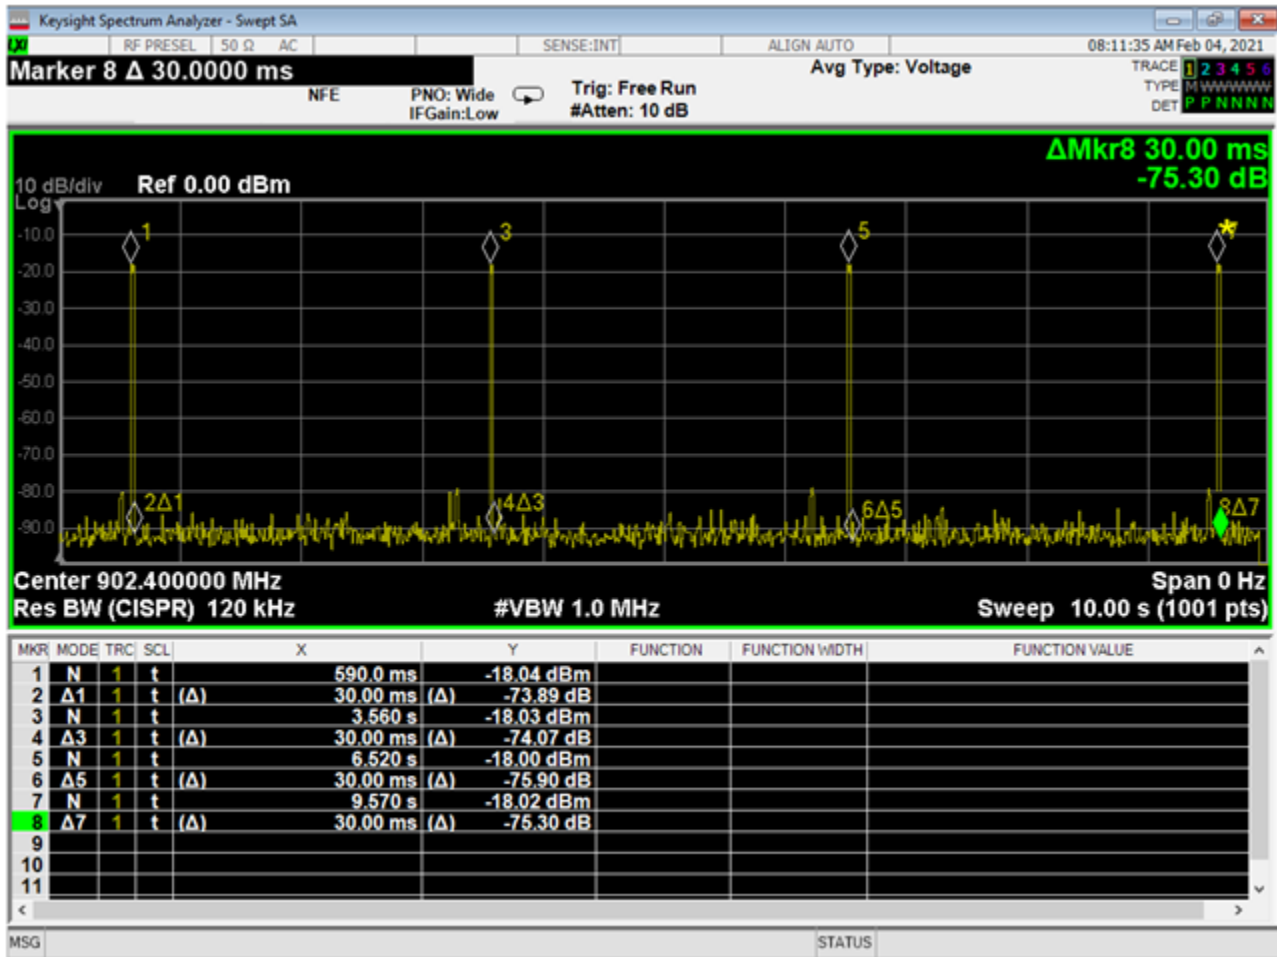 Keysight Spectrum Analyzer - Swept SA
LXI RF PRESEL 50 Ω AC SENSE:INT ALIGN AUTO 08:11:35 AM Feb 04, 2021
Marker 8 Δ 30.0000 ms
Avg Type: Voltage
TRACE 1 2 3 4 5 6
NFE PNO: Wide Trig: Free Run
TYPE M W W W W W
IFGain:Low #Atten: 10 dB
DET P P N N N N
ΔMkr8 30.00 ms
-75.30 dB
10 dB/div Ref 0.00 dBm
Log
1 3 5 7
-10.0
-20.0
-30.0
-40.0
-50.0
-60.0
-70.0
-80.0
2Δ1 4Δ3 6Δ5 8Δ7
-90.0
Center 902.400000 MHz Span 0 Hz
Res BW (CISPR) 120 kHz #VBW 1.0 MHz Sweep 10.00 s (1001 pts)
MKR MODE TRC SCL X Y FUNCTION FUNCTION WIDTH FUNCTION VALUE
1 N 1 t 590.0 ms -18.04 dBm
2 Δ1 1 t (Δ) 30.00 ms (Δ) -73.89 dB
3 N 1 t 3.560 s -18.03 dBm
4 Δ3 1 t (Δ) 30.00 ms (Δ) -74.07 dB
5 N 1 t 6.520 s -18.00 dBm
6 Δ5 1 t (Δ) 30.00 ms (Δ) -75.90 dB
7 N 1 t 9.570 s -18.02 dBm
8 Δ7 1 t (Δ) 30.00 ms (Δ) -75.30 dB
9
10
11
MSG STATUS